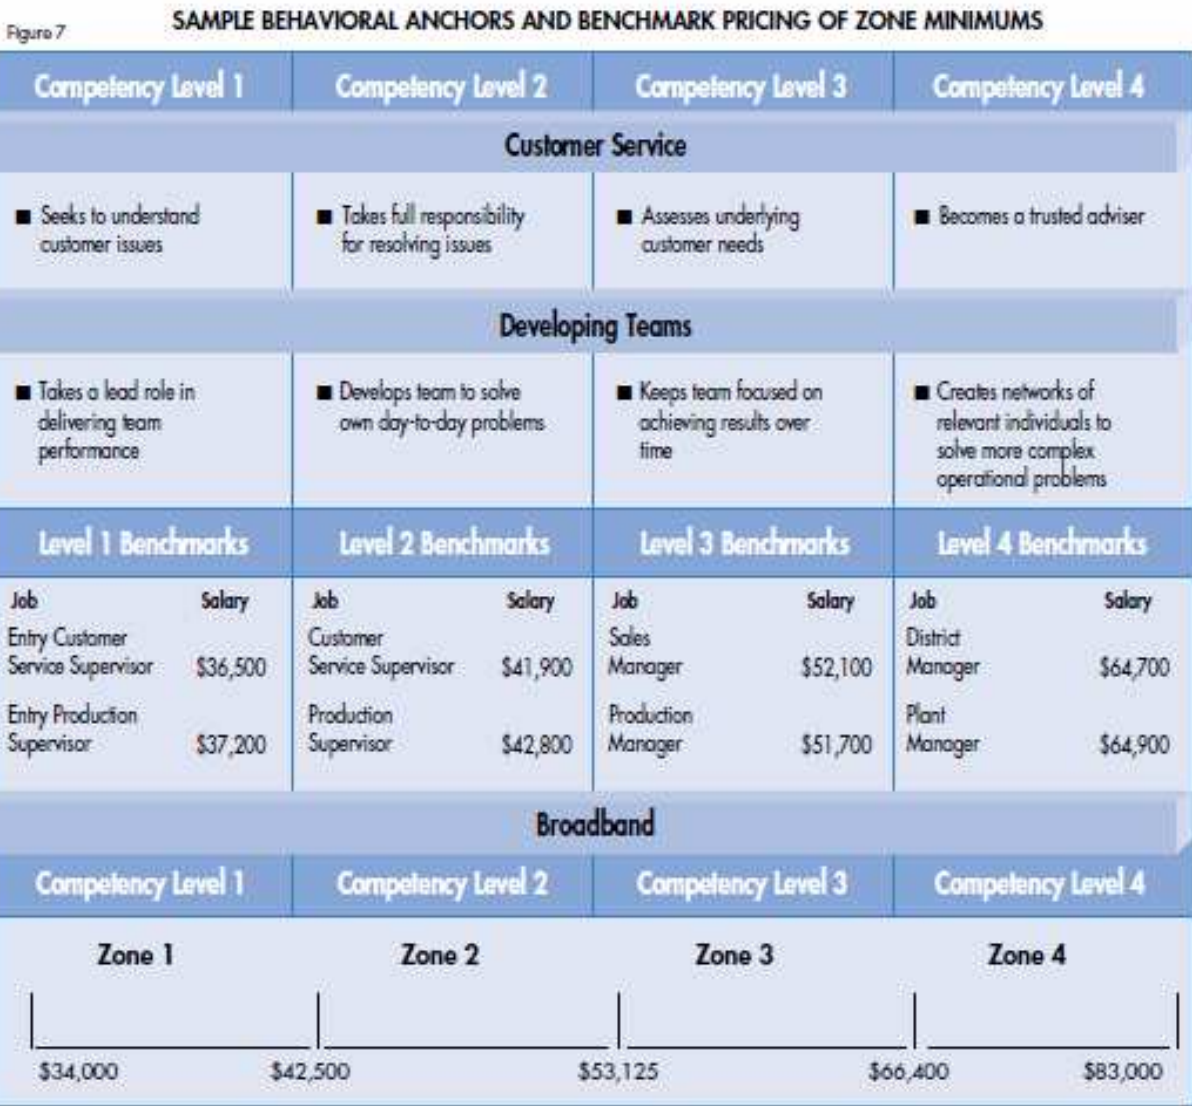 Figure 7
SAMPLE BEHAVIORAL ANCHORS AND BENCHMARK PRICING OF ZONE MINIMUMS
Competency Level 1
Competency Level 2
Competency Level 3
Competency Level 4
Customer Service
■ Seeks to understand
customer issues
■ Takes full responsibility
for resolving issues
■ Assesses underlying
customer needs
■ Becomes a trusted adviser
Developing Teams
■ Takes a lead role in
delivering team
performance
■ Develops team to solve
own day-to-day problems
■ Keeps team focused on
achieving results over
time
■ Creates networks of
relevant individuals to
solve more complex
operational problems
Level 1 Benchmarks
Level 2 Benchmarks
Level 3 Benchmarks
Level 4 Benchmarks
Job Salary
Entry Customer
Service Supervisor $36,500
Entry Production
Supervisor $37,200
Job Salary
Customer
Service Supervisor $41,900
Production
Supervisor $42,800
Job Salary
Sales
Manager $52,100
Production
Manager $51,700
Job Salary
District
Manager $64,700
Plant
Manager $64,900
Broadband
Competency Level 1
Competency Level 2
Competency Level 3
Competency Level 4
Zone 1
Zone 2
Zone 3
Zone 4
$34,000
$42,500
$53,125
$66,400
$83,000